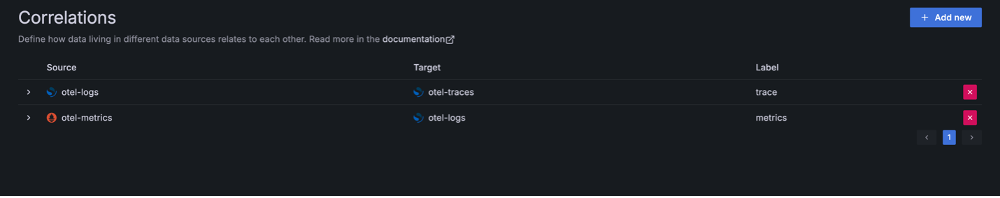 Correlations
+ Add new
Define how data living in different data sources relates to each other. Read more in the documentation
Source Target Label
otel-logs otel-traces trace
otel-metrics otel-logs metrics
1